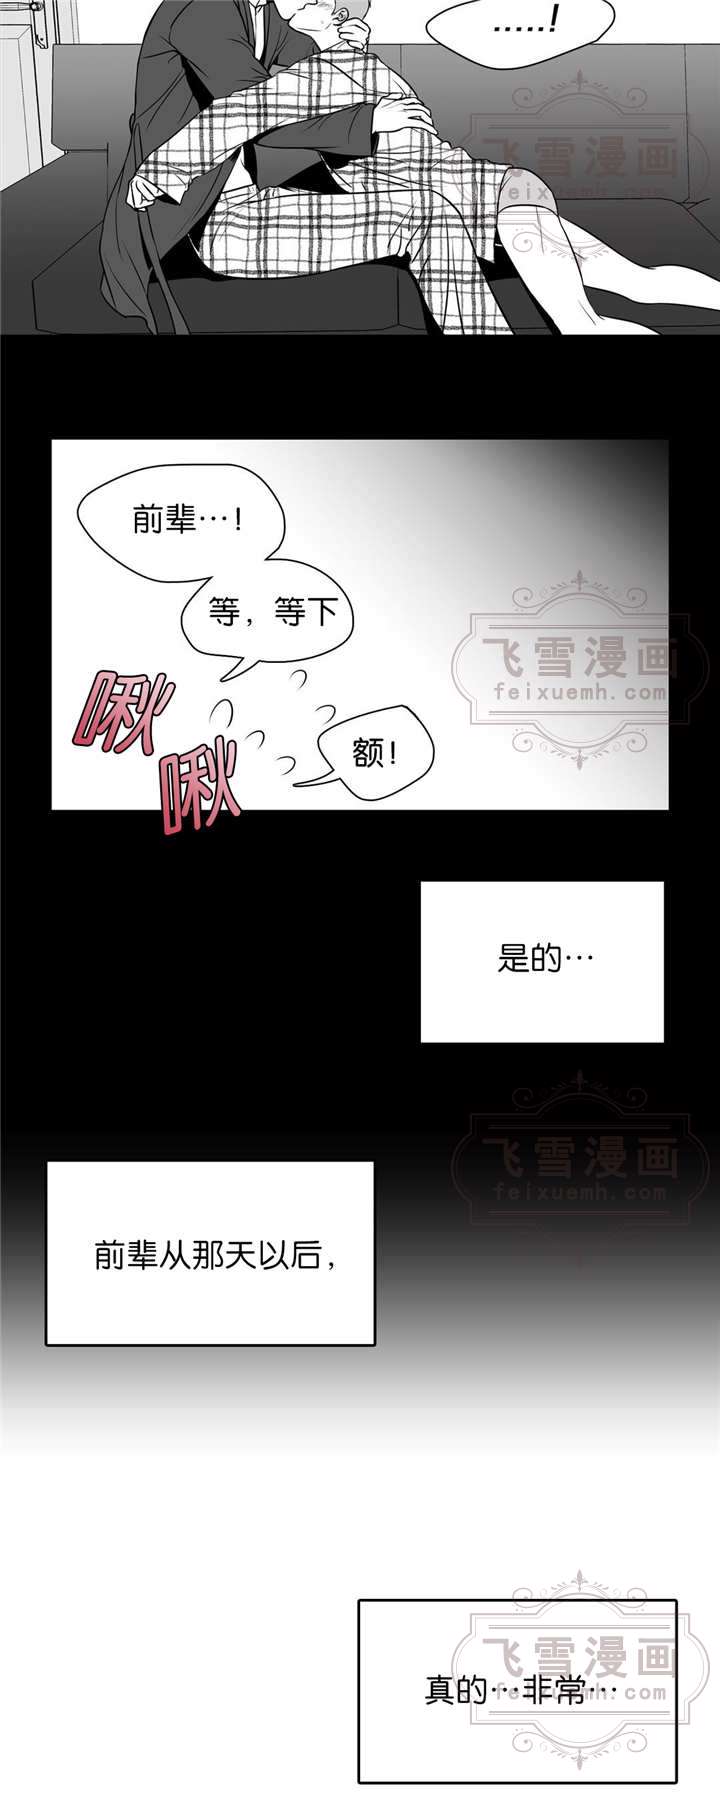 ……!
飞雪漫画
feixuemh.com
前辈…!
等，等下
飞雪漫画
feixuemh.com
啾
啾
额!
是的…
飞雪漫画
feixuemh.com
前辈从那天以后，
飞雪漫画
feixuemh.com
真的…非常…